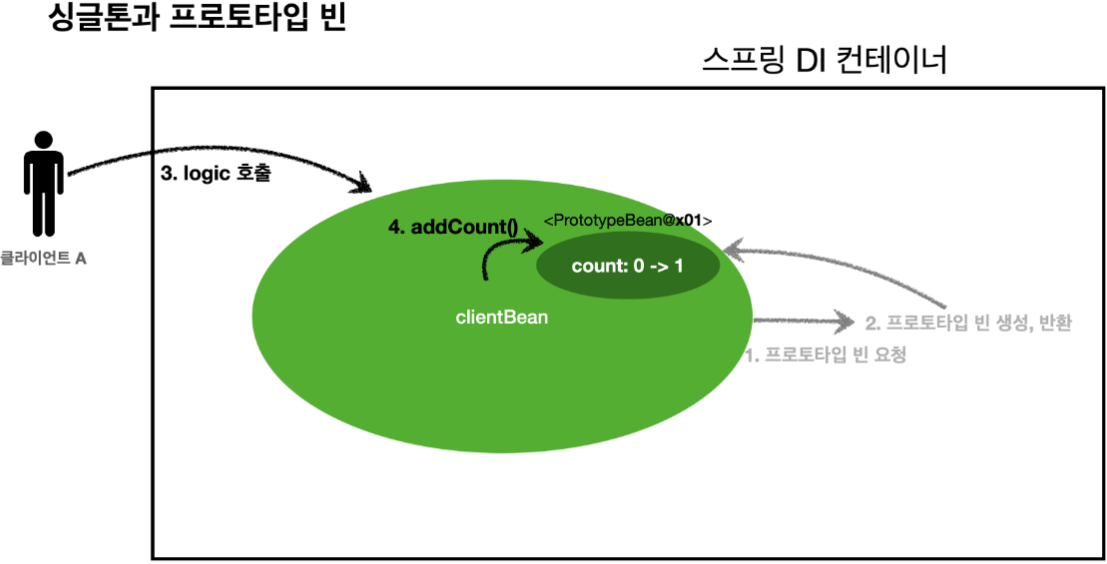 싱글톤과 프로토타입 빈
스프링 DI 컨테이너
3. logic 호출
클라이언트 A
4. addCount()
<PrototypeBean@x01>
count: 0 -> 1
clientBean
2. 프로토타입 빈 생성, 반환
1. 프로토타입 빈 요청